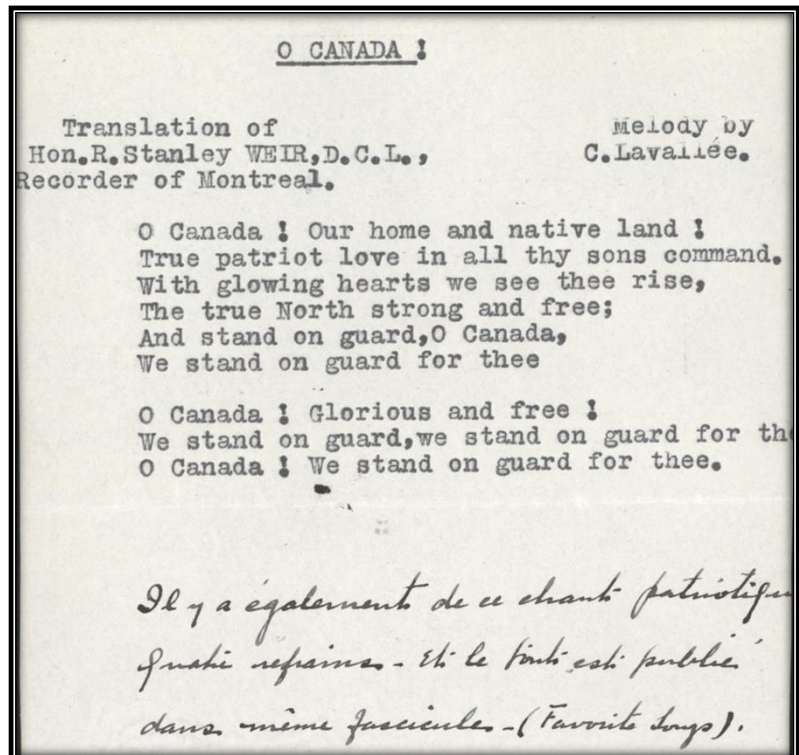 O CANADA !
Translation of
Melody by
Hon.R.Stanley WEIR,D.C.L.,
C.Lavallée.
Recorder of Montreal.
O Canada ! Our home and native land !
True patriot love in all thy sons command.
With glowing hearts we see thee rise,
The true North strong and free;
And stand on guard,O Canada,
We stand on guard for thee
O Canada ! Glorious and free !
We stand on guard,we stand on guard for th
O Canada ! We stand on guard for thee.
Il y a également de ce chant patriotiqu
quatre refrains - Et le tout est publié
dans même fascicule - (Favorite Songs).